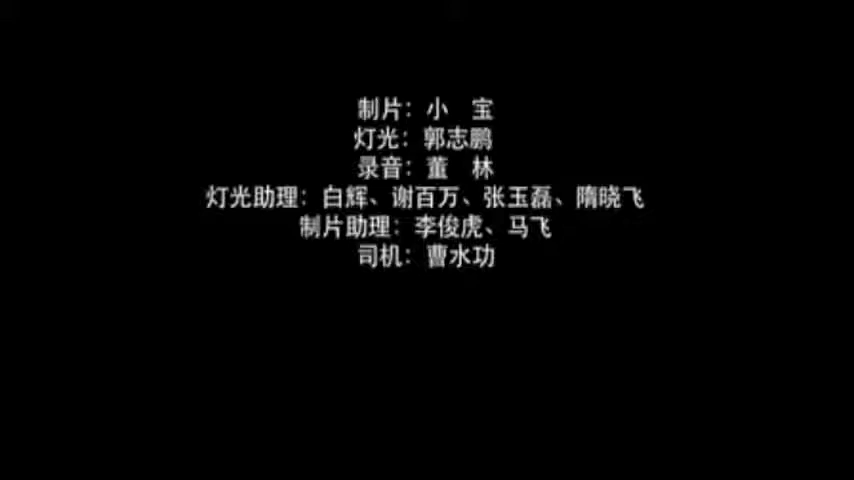 制片：小　宝
灯光：郭志鹏
录音：董　林
灯光助理：白辉、谢百万、张玉磊、隋晓飞
制片助理：李俊虎、马飞
司机：曹水功